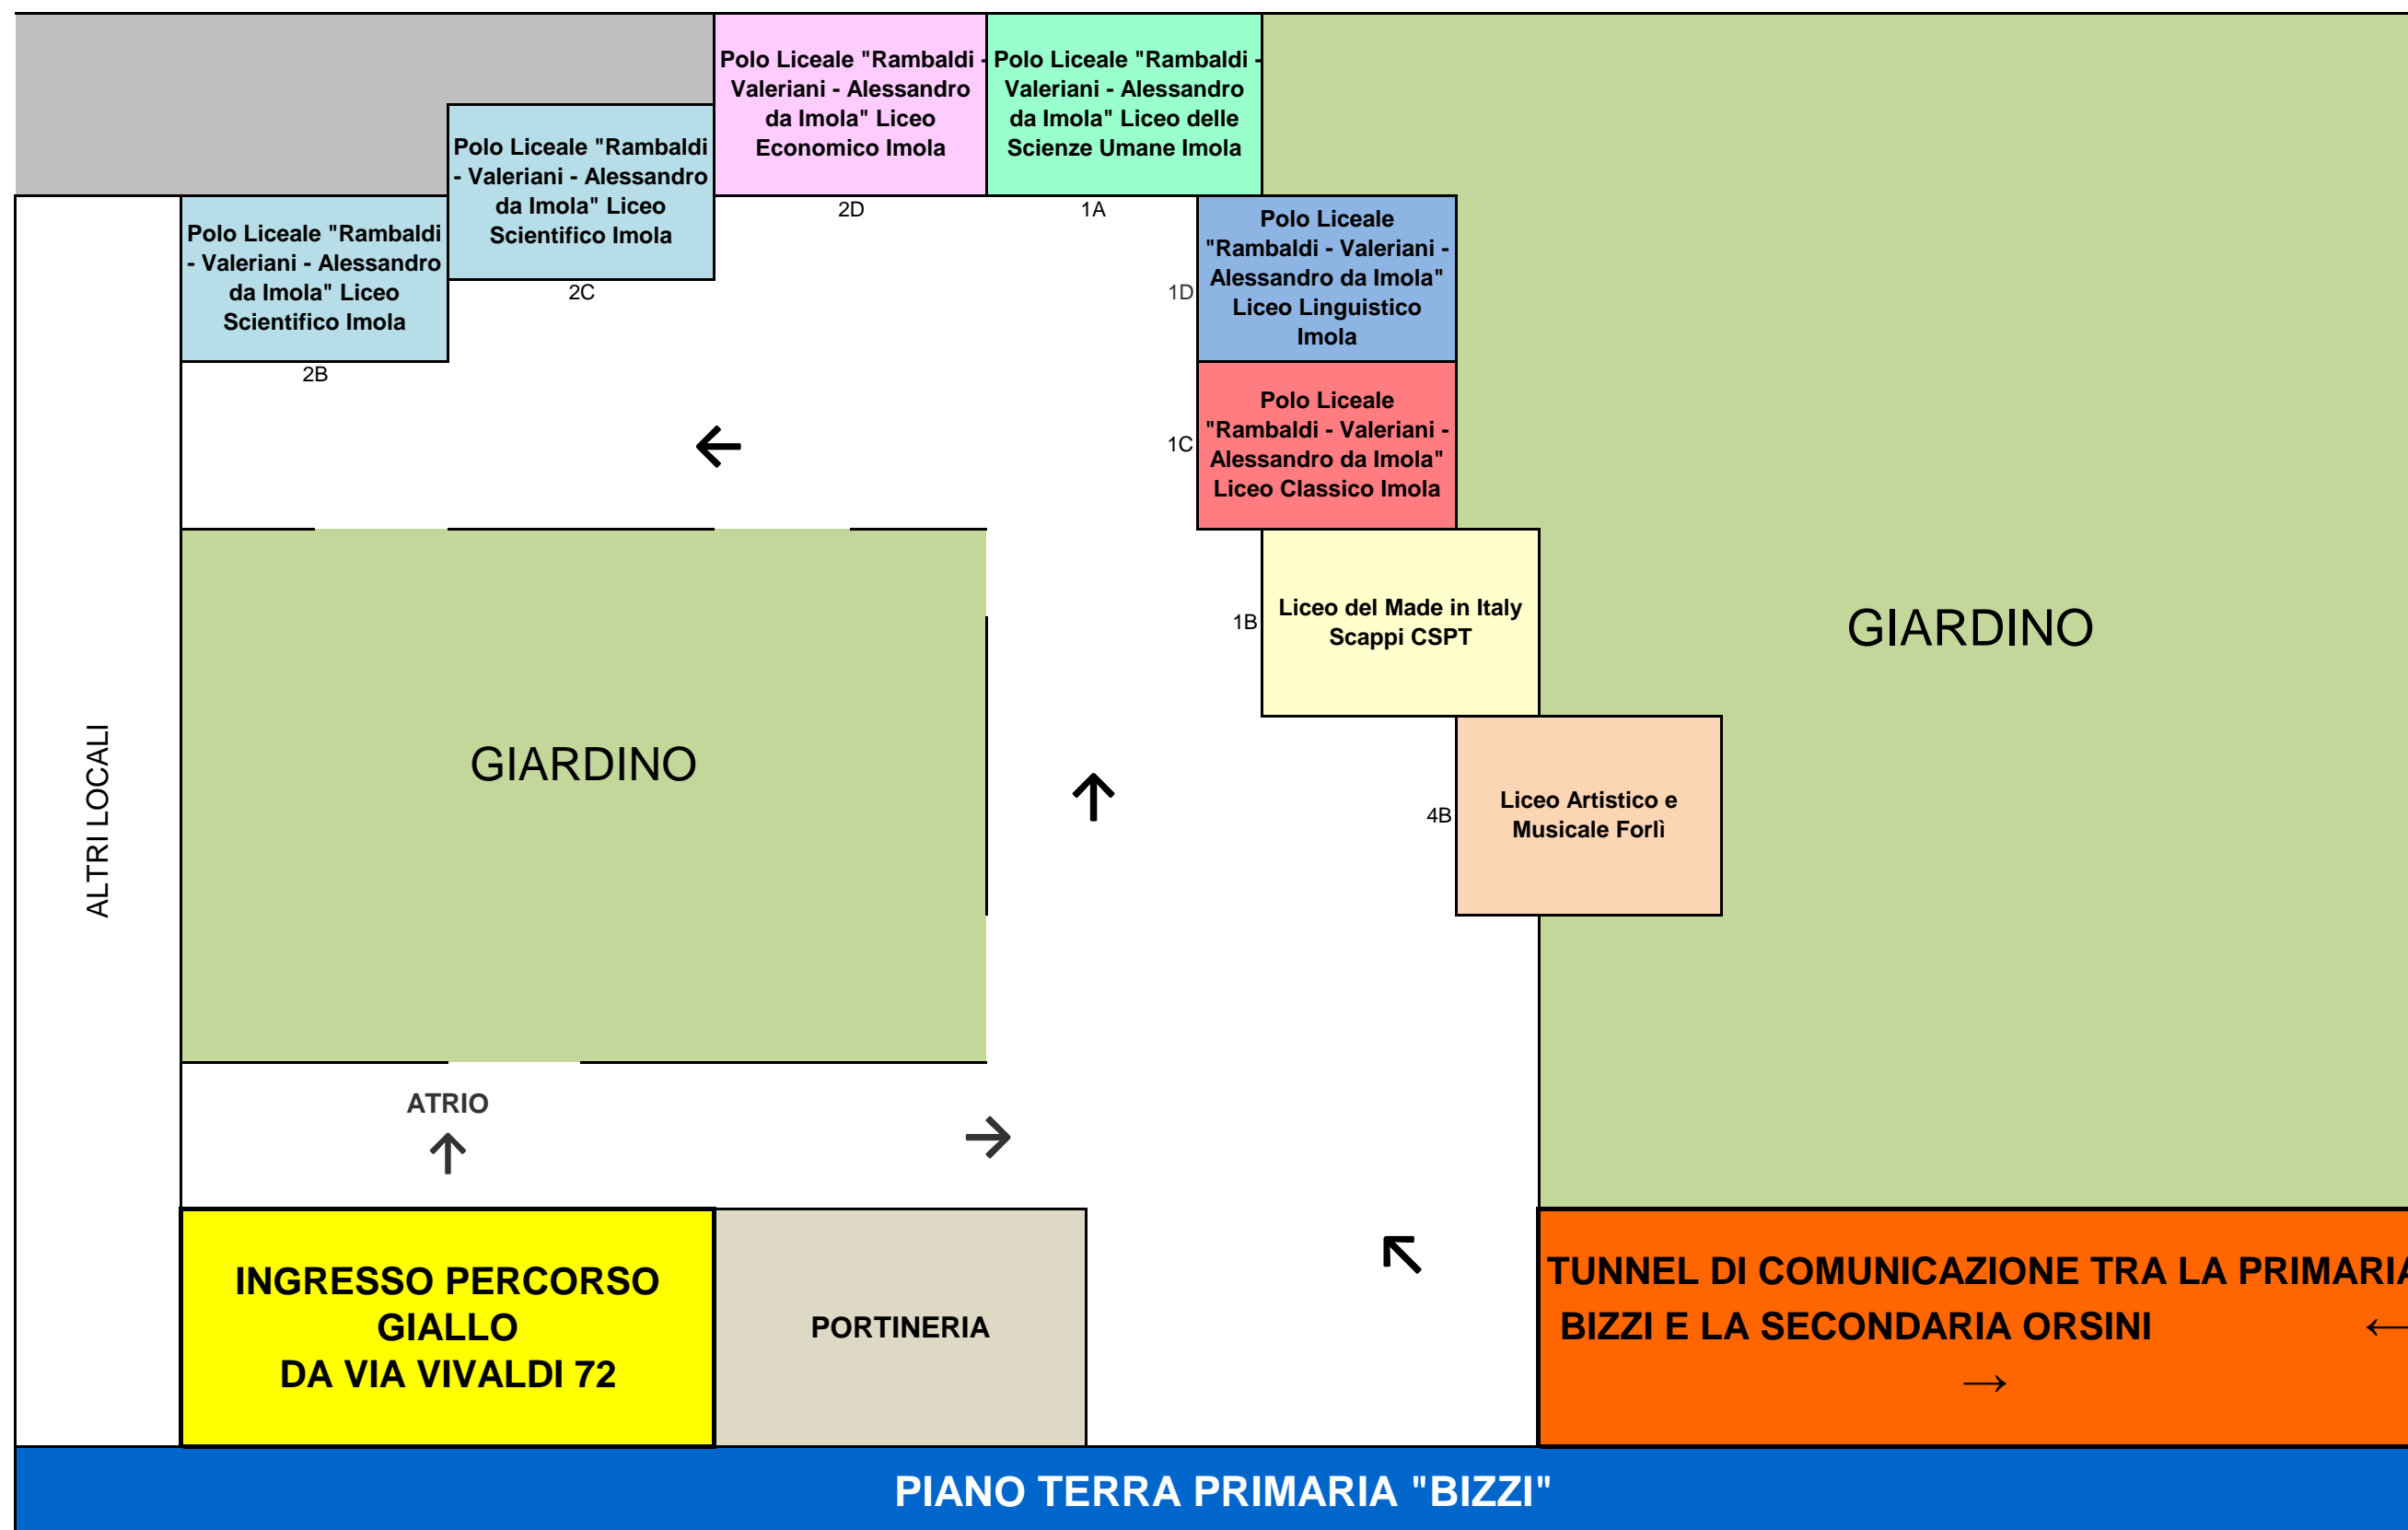 Polo Liceale "Rambaldi -
Valeriani - Alessandro
da Imola" Liceo
Economico Imola
2D
Polo Liceale "Rambaldi -
Valeriani - Alessandro
da Imola" Liceo delle
Scienze Umane Imola
1A
Polo Liceale "Rambaldi
- Valeriani - Alessandro
da Imola" Liceo
Scientifico Imola
2C
Polo Liceale "Rambaldi
- Valeriani - Alessandro
da Imola" Liceo
Scientifico Imola
2B
1D
Polo Liceale
"Rambaldi - Valeriani -
Alessandro da Imola"
Liceo Linguistico
Imola
1C
Polo Liceale
"Rambaldi - Valeriani -
Alessandro da Imola"
Liceo Classico Imola
1B
Liceo del Made in Italy
Scappi CSPT
GIARDINO
GIARDINO
ALTRI LOCALI
4B
Liceo Artistico e
Musicale Forlì
ATRIO
↑
→
←
↑
↖
INGRESSO PERCORSO
GIALLO
DA VIA VIVALDI 72
PORTINERIA
TUNNEL DI COMUNICAZIONE TRA LA PRIMARIA
BIZZI E LA SECONDARIA ORSINI ←
→
PIANO TERRA PRIMARIA "BIZZI"